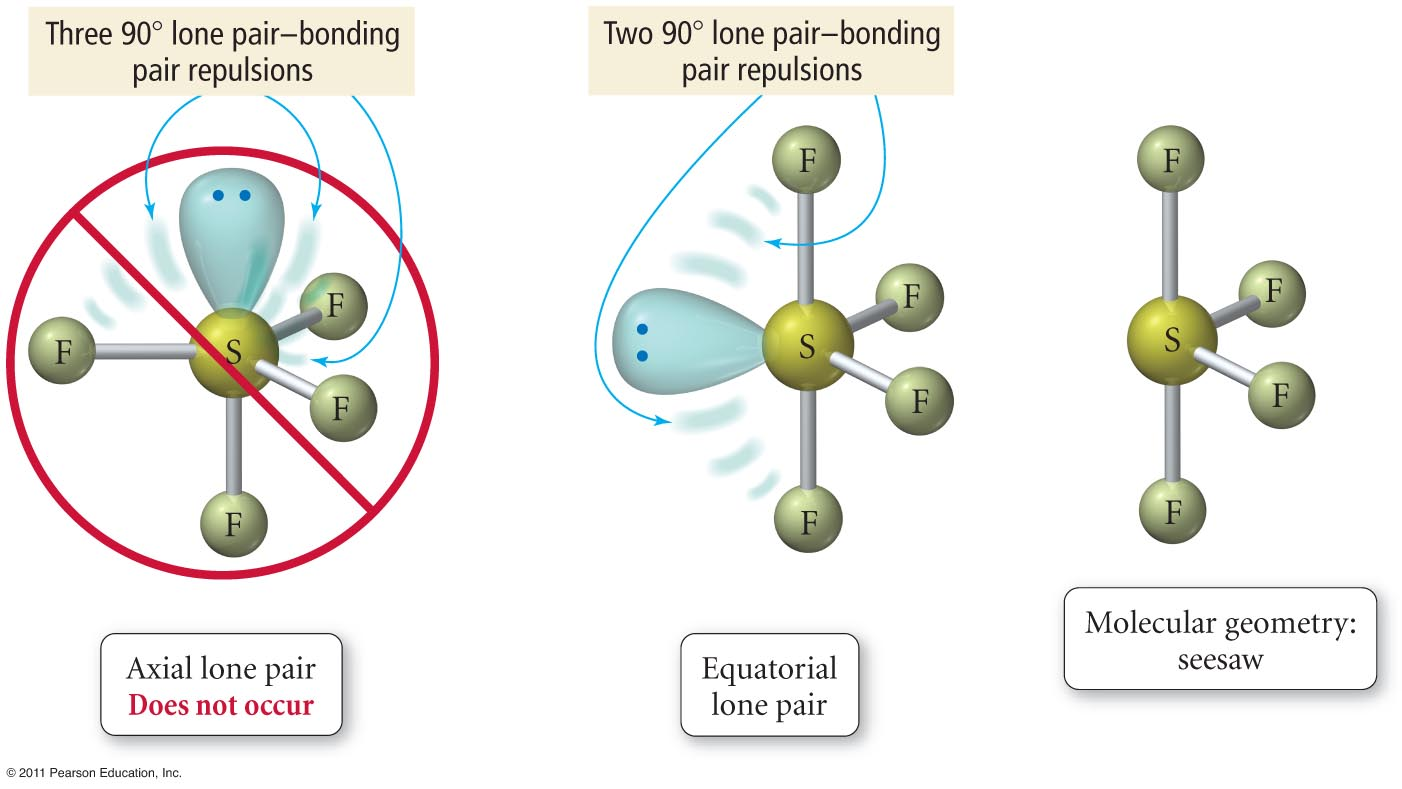 Three 90° lone pair–bonding
pair repulsions
Two 90° lone pair–bonding
pair repulsions
F
S
F
F
F
F
S
F
F
F
F
S
F
F
F
Axial lone pair
Does not occur
Equatorial
lone pair
Molecular geometry:
seesaw
© 2011 Pearson Education, Inc.